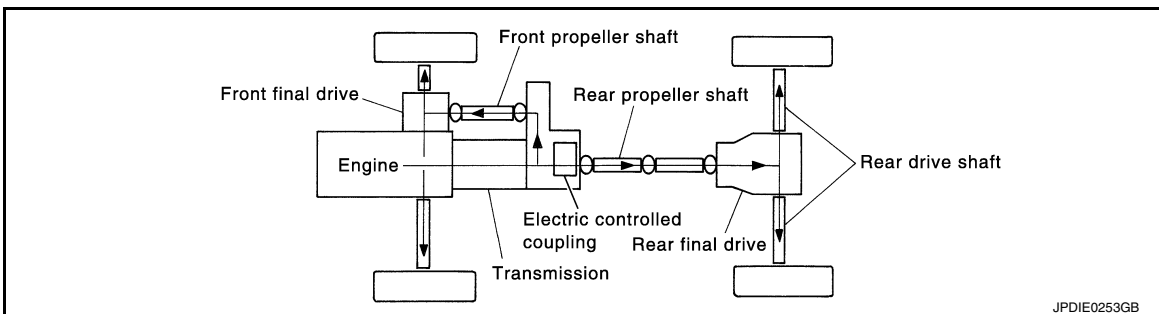 Front propeller shaft
Front final drive
Rear propeller shaft
Engine
Rear drive shaft
Electric controlled
coupling
Rear final drive
Transmission
JPDIE0253GB